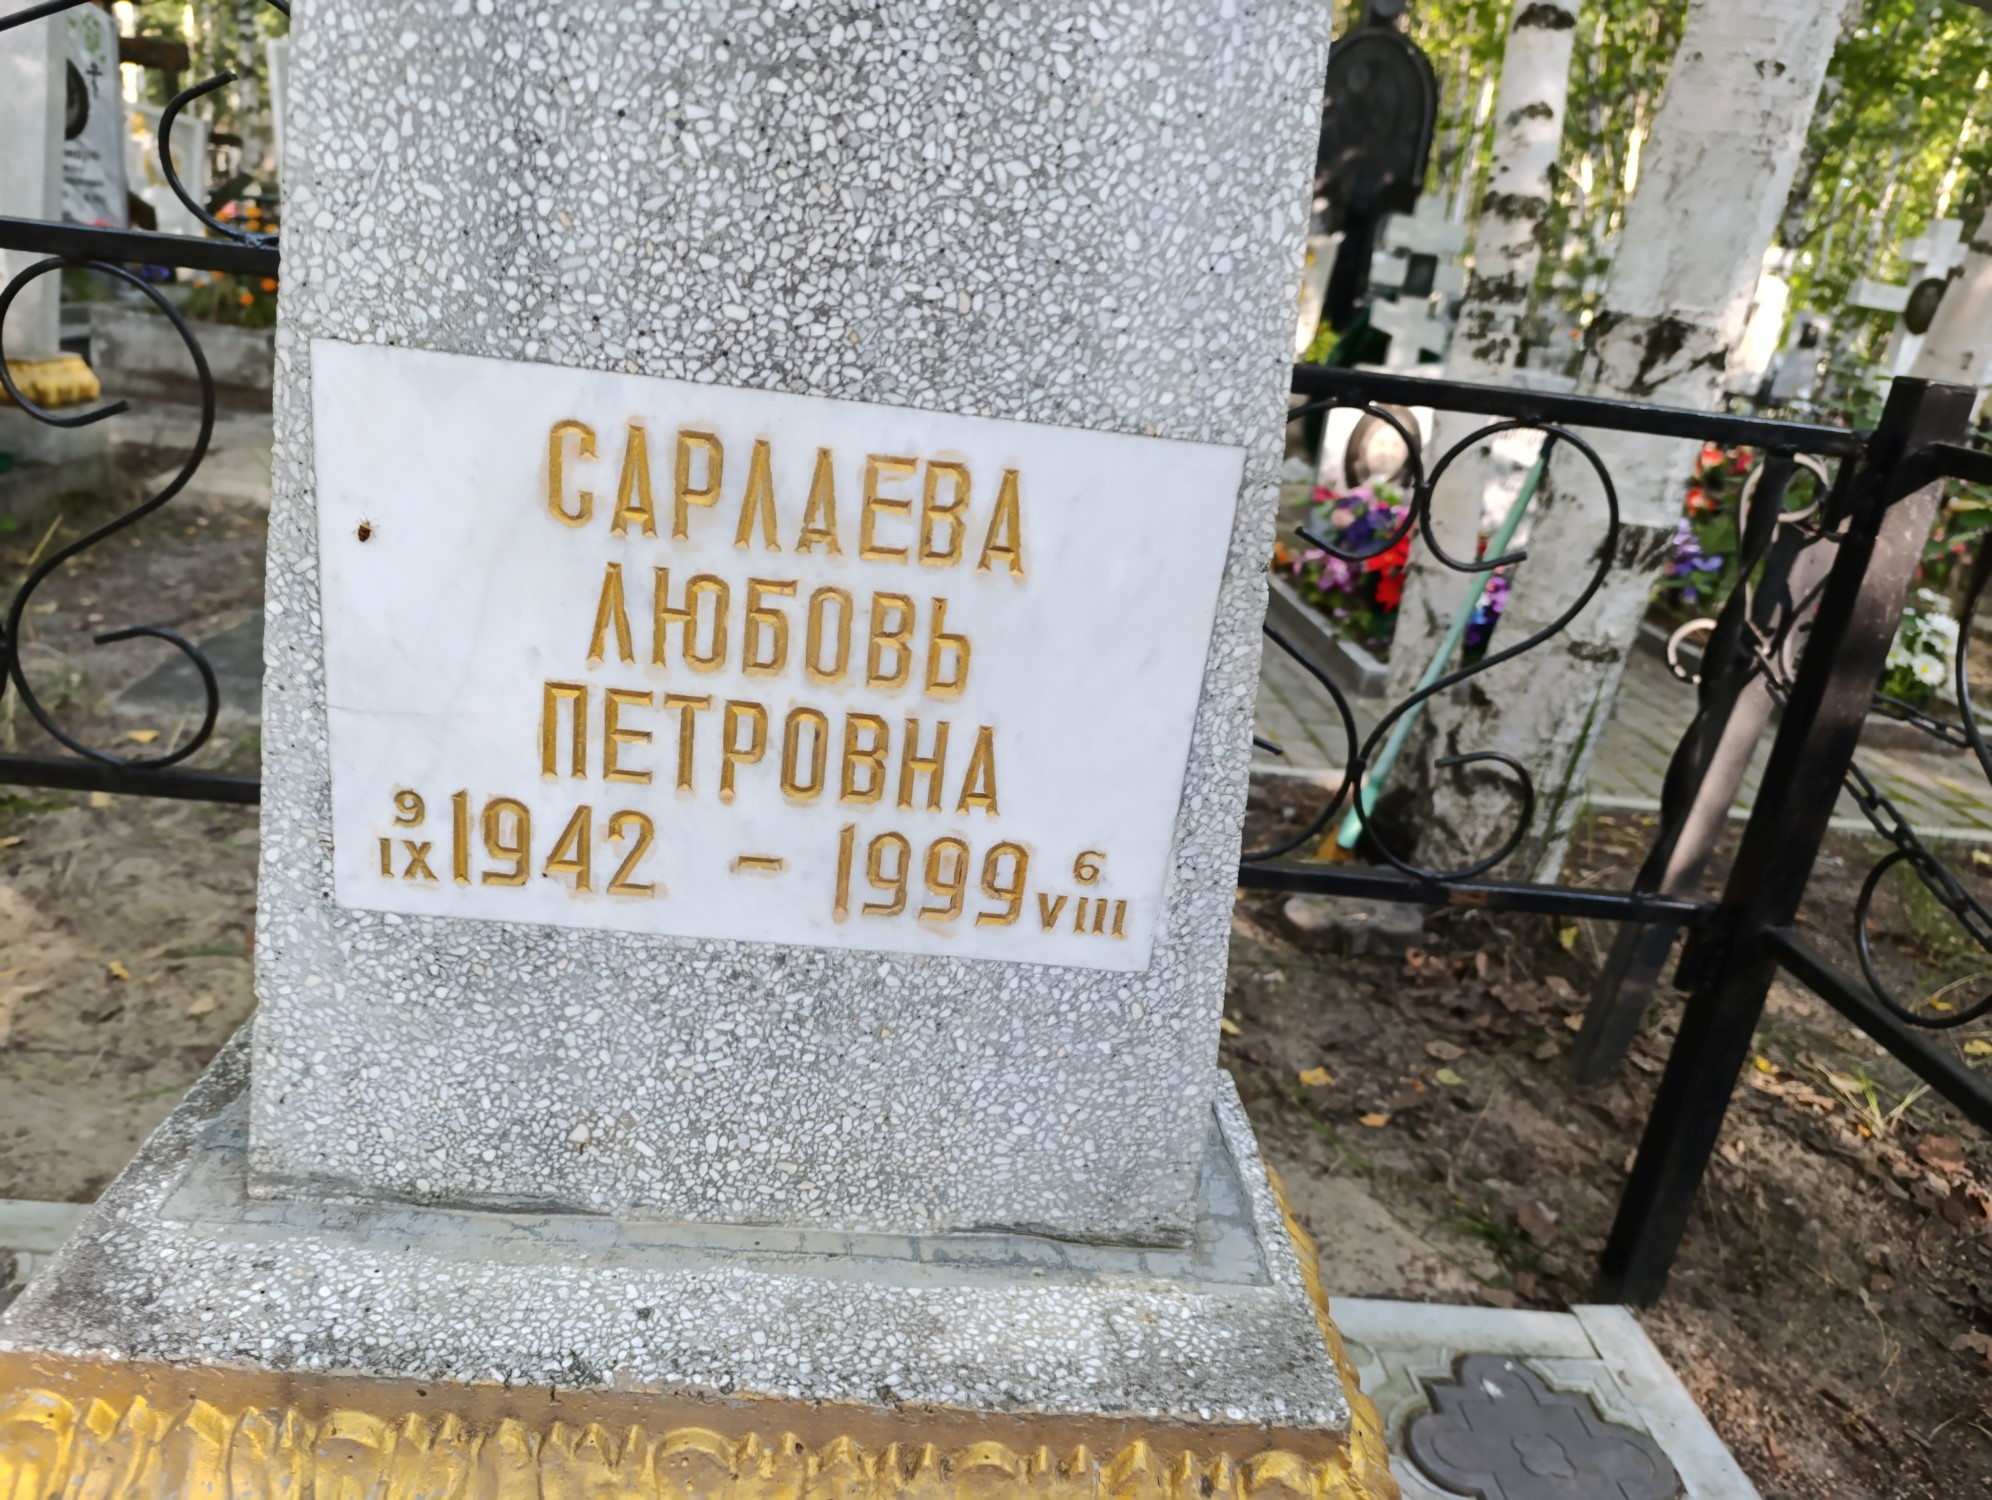 САРЛАЕВА
ЛЮБОВЬ
ПЕТРОВНА
9 IX 1942 - 1999 6 VIII